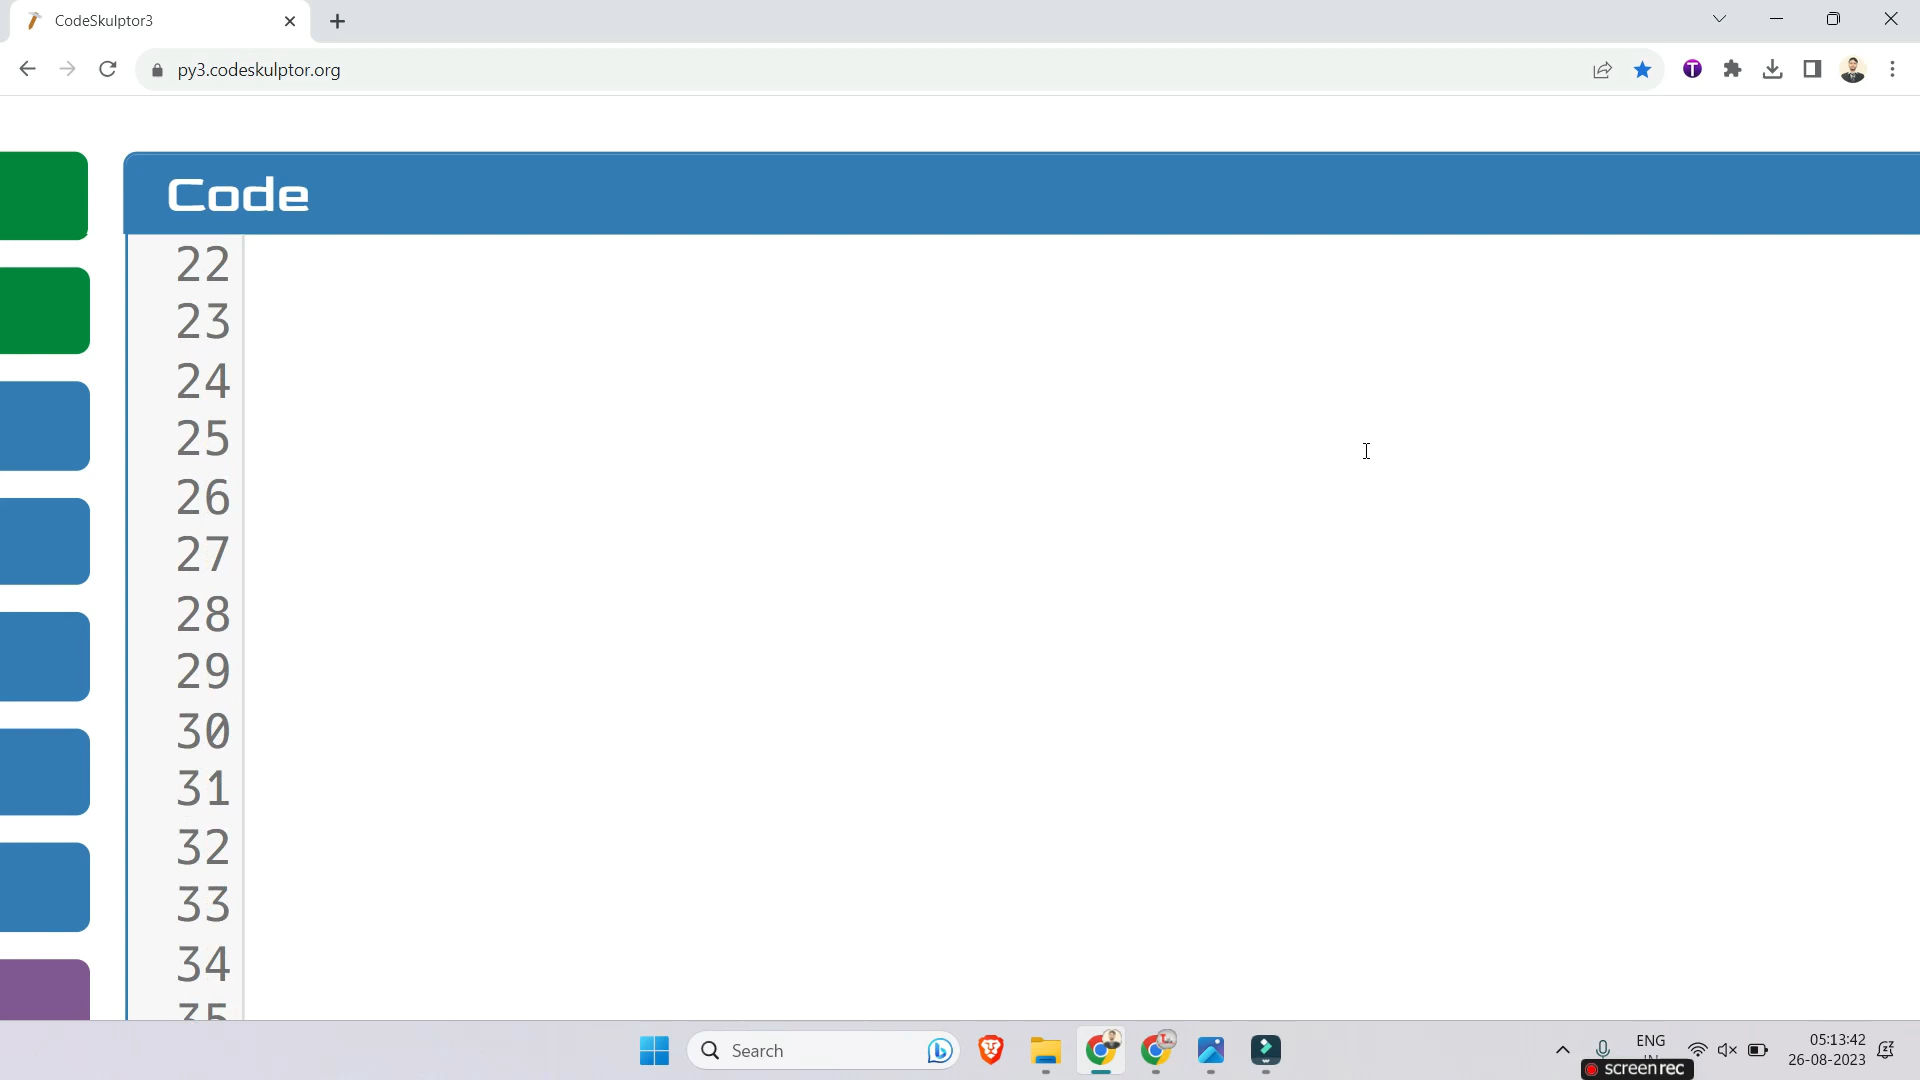 CodeSkulptor3
py3.codeskulptor.org
Code
22
23
24
25
26
27
28
29
30
31
32
33
34
35
Search
ENG
05:13:42
26-08-2023
screenrec